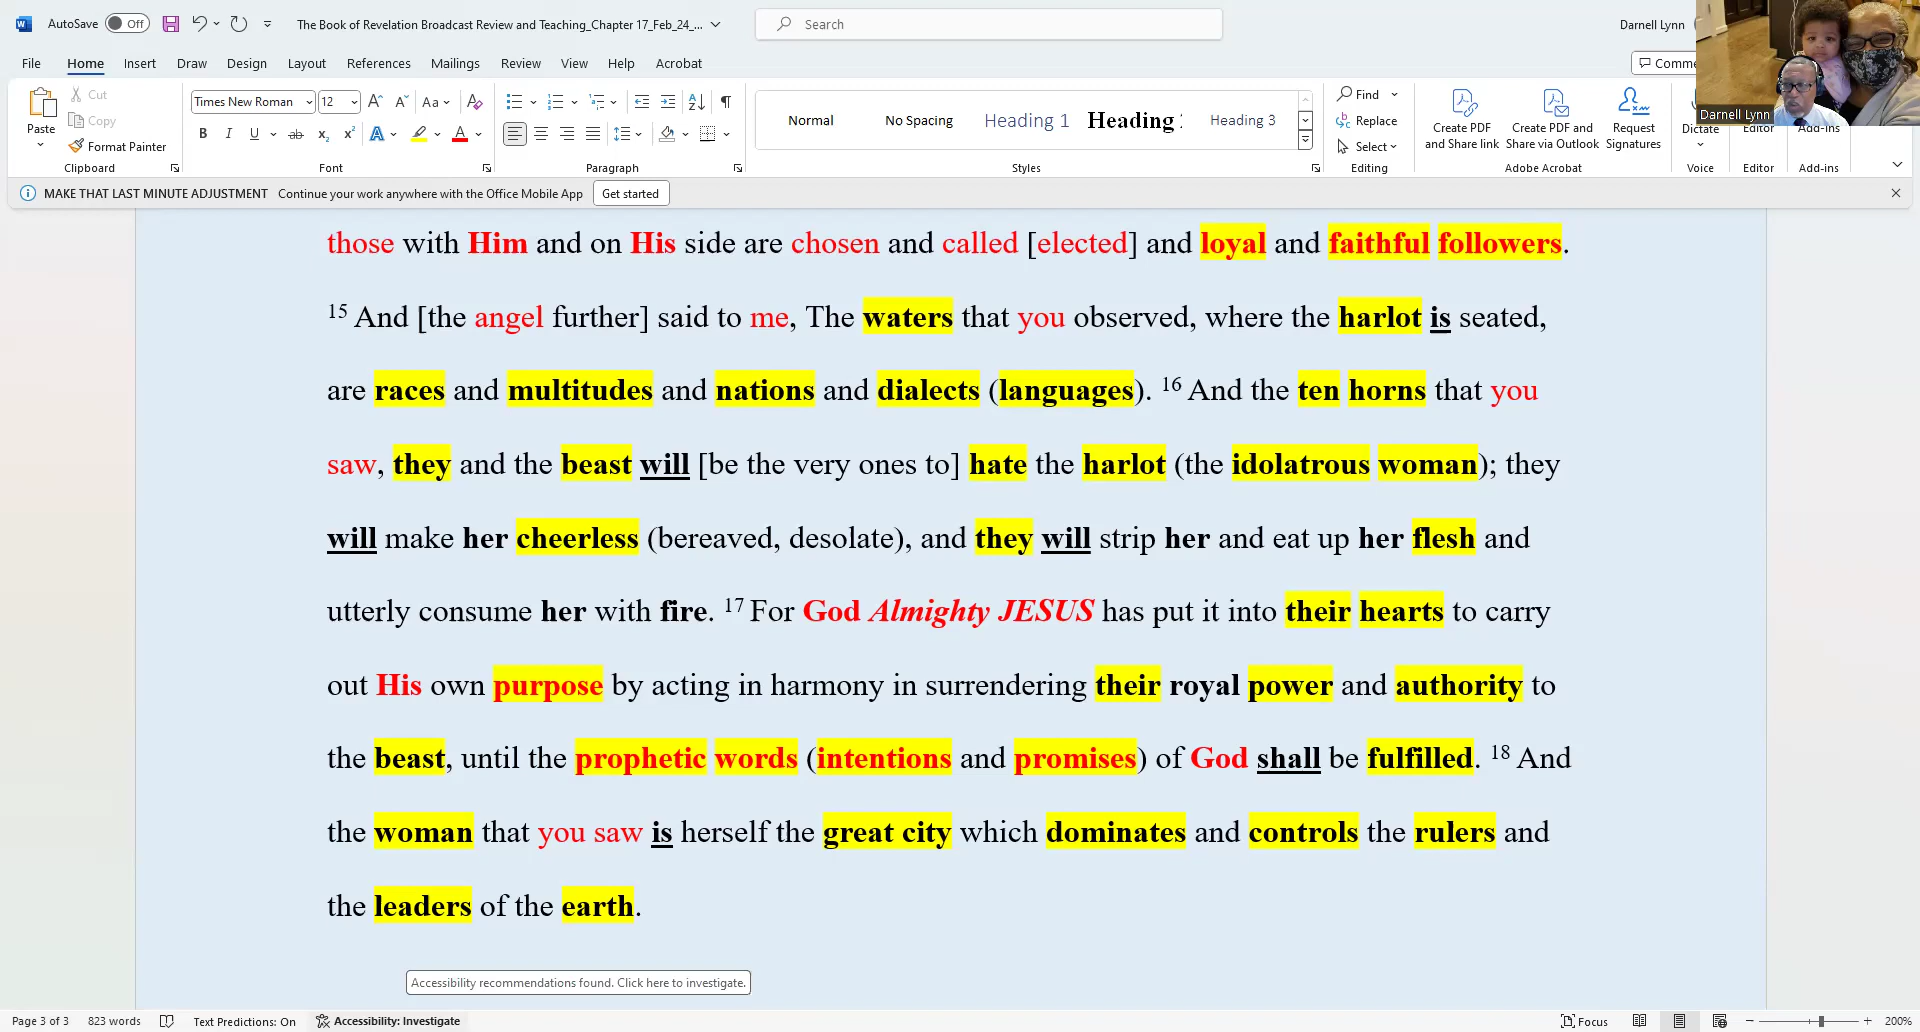 AutoSave Off The Book of Revelation Broadcast Review and Teaching_Chapter 17_Feb_24_... Search Darnell Lynn
File Home Insert Draw Design Layout References Mailings Review View Help Acrobat
Paste Cut Copy Format Painter
Clipboard
Times New Roman 12 Aa
B I U ab x₂ x² A A
Font
Paragraph
Normal No Spacing Heading 1 Heading Heading 3
Styles
Find
Replace
Select
Editing
Create PDF and Share link
Create PDF and Share via Outlook
Request Signatures
Adobe Acrobat
Dictate
Voice
Editor
Editor
Add-ins
Add-ins
Darnell Lynn
MAKE THAT LAST MINUTE ADJUSTMENT Continue your work anywhere with the Office Mobile App Get started
those with Him and on His side are chosen and called [elected] and loyal and faithful followers.
15 And [the angel further] said to me, The waters that you observed, where the harlot is seated,
are races and multitudes and nations and dialects (languages). 16 And the ten horns that you
saw, they and the beast will [be the very ones to] hate the harlot (the idolatrous woman); they
will make her cheerless (bereaved, desolate), and they will strip her and eat up her flesh and
utterly consume her with fire. 17 For God Almighty JESUS has put it into their hearts to carry
out His own purpose by acting in harmony in surrendering their royal power and authority to
the beast, until the prophetic words (intentions and promises) of God shall be fulfilled. 18 And
the woman that you saw is herself the great city which dominates and controls the rulers and
the leaders of the earth.
Accessibility recommendations found. Click here to investigate.
Page 3 of 3 823 words Text Predictions: On Accessibility: Investigate Focus 200%